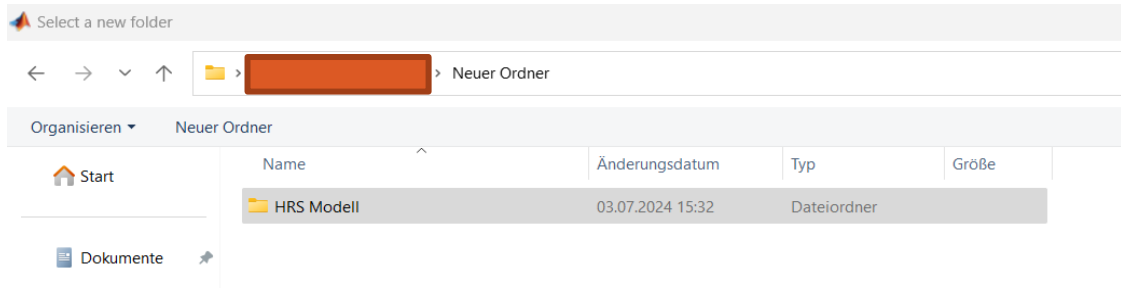 Select a new folder
Neuer Ordner
Organisieren Neuer Ordner
Name Änderungsdatum Typ Größe
Start
HRS Modell 03.07.2024 15:32 Dateiordner
Dokumente